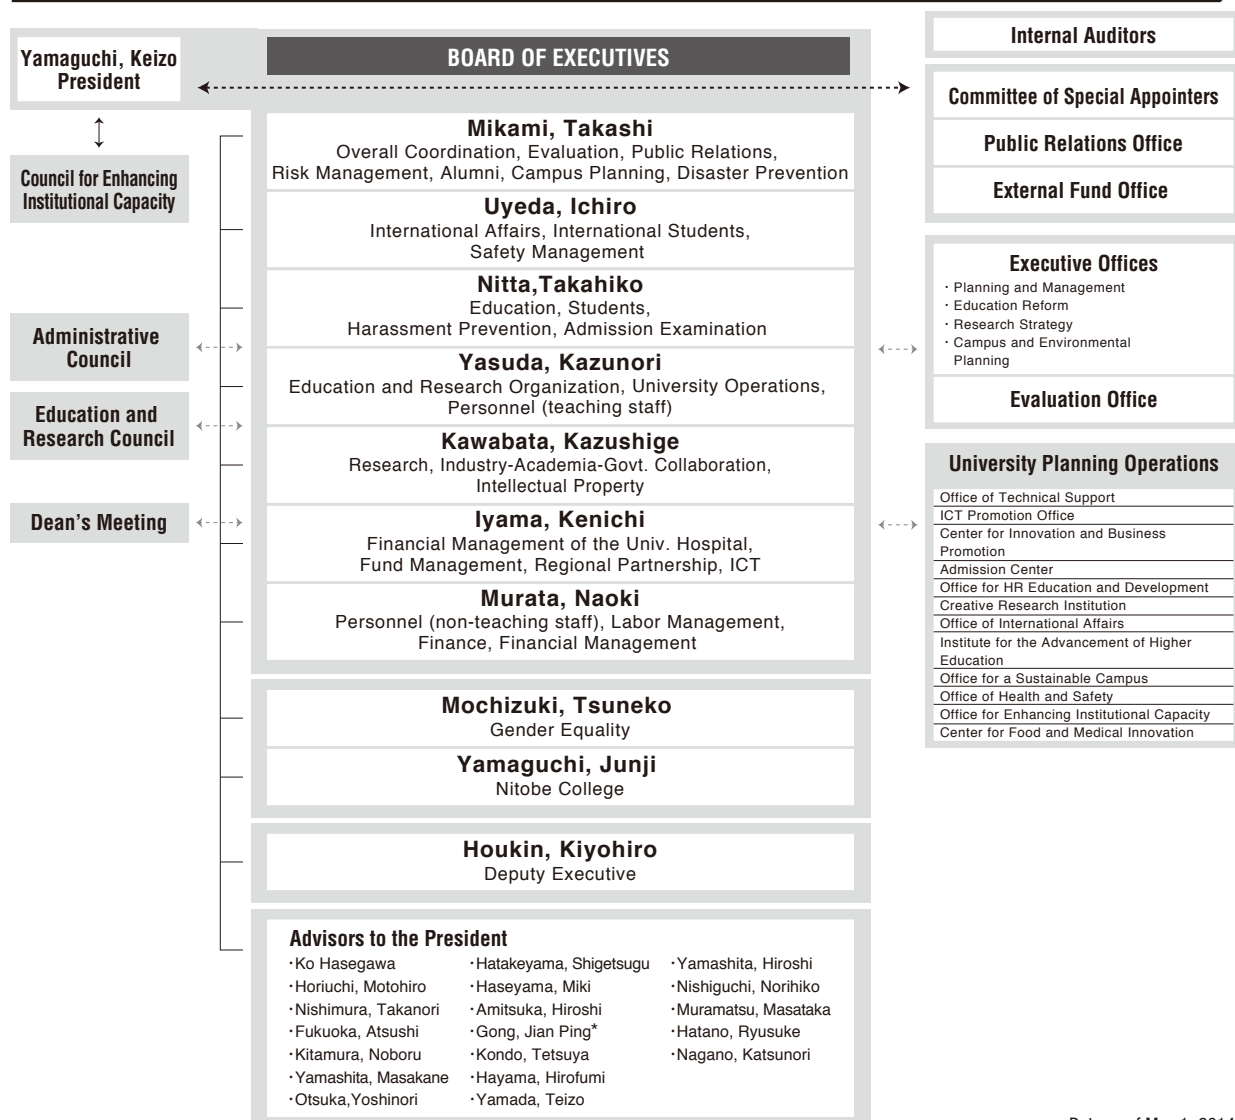 Yamaguchi, Keizo
President
Council for Enhancing
Institutional Capacity
Administrative
Council
Education and
Research Council
Dean's Meeting
BOARD OF EXECUTIVES
Mikami, Takashi
Overall Coordination, Evaluation, Public Relations,
Risk Management, Alumni, Campus Planning, Disaster Prevention
Uyeda, Ichiro
International Affairs, International Students,
Safety Management
Nitta,Takahiko
Education, Students,
Harassment Prevention, Admission Examination
Yasuda, Kazunori
Education and Research Organization, University Operations,
Personnel (teaching staff)
Kawabata, Kazushige
Research, Industry-Academia-Govt. Collaboration,
Intellectual Property
Iyama, Kenichi
Financial Management of the Univ. Hospital,
Fund Management, Regional Partnership, ICT
Murata, Naoki
Personnel (non-teaching staff), Labor Management,
Finance, Financial Management
Mochizuki, Tsuneko
Gender Equality
Yamaguchi, Junji
Nitobe College
Houkin, Kiyohiro
Deputy Executive
Advisors to the President
・Ko Hasegawa
・Horiuchi, Motohiro
・Nishimura, Takanori
・Fukuoka, Atsushi
・Kitamura, Noboru
・Yamashita, Masakane
・Otsuka,Yoshinori
・Hatakeyama, Shigetsugu
・Haseyama, Miki
・Amitsuka, Hiroshi
・Gong, Jian Ping*
・Kondo, Tetsuya
・Hayama, Hirofumi
・Yamada, Teizo
・Yamashita, Hiroshi
・Nishiguchi, Norihiko
・Muramatsu, Masataka
・Hatano, Ryusuke
・Nagano, Katsunori
Internal Auditors
Committee of Special Appointers
Public Relations Office
External Fund Office
Executive Offices
・Planning and Management
・Education Reform
・Research Strategy
・Campus and Environmental
Planning
Evaluation Office
University Planning Operations
Office of Technical Support
ICT Promotion Office
Center for Innovation and Business
Promotion
Admission Center
Office for HR Education and Development
Creative Research Institution
Office of International Affairs
Institute for the Advancement of Higher
Education
Office for a Sustainable Campus
Office of Health and Safety
Office for Enhancing Institutional Capacity
Center for Food and Medical Innovation